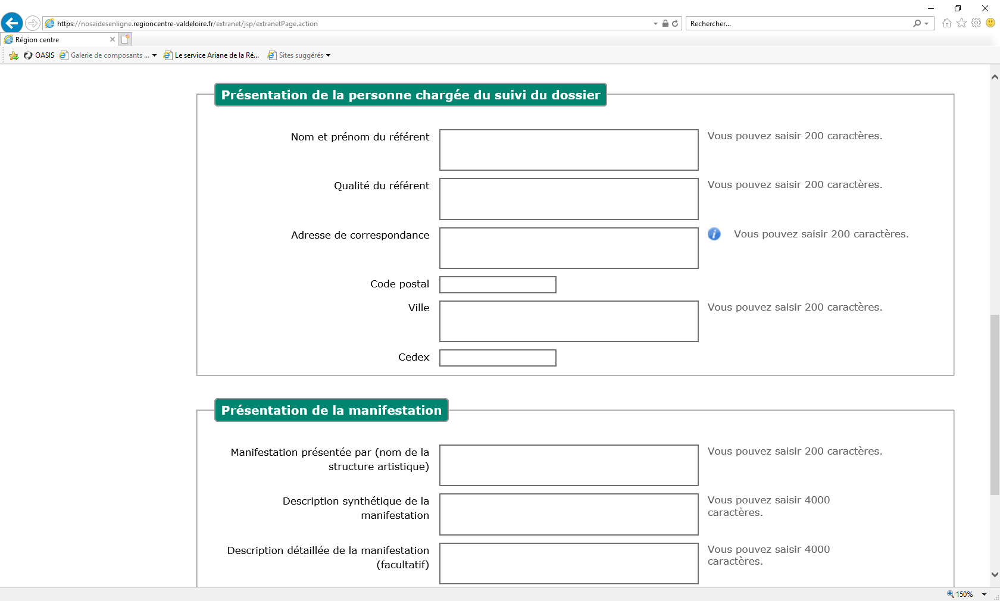 https://nosaidesenligne.regioncentre-valdeloire.fr/extranet/jsp/extranetPage.action
Rechercher...
Région centre
OASIS
Galerie de composants ...
Le service Ariane de la Ré...
Sites suggérés
Présentation de la personne chargée du suivi du dossier
Nom et prénom du référent
Vous pouvez saisir 200 caractères.
Qualité du référent
Vous pouvez saisir 200 caractères.
Adresse de correspondance
i
Vous pouvez saisir 200 caractères.
Code postal
Ville
Vous pouvez saisir 200 caractères.
Cedex
Présentation de la manifestation
Manifestation présentée par (nom de la
structure artistique)
Vous pouvez saisir 200 caractères.
Description synthétique de la
manifestation
Vous pouvez saisir 4000
caractères.
Description détaillée de la manifestation
(facultatif)
Vous pouvez saisir 4000
caractères.
150%